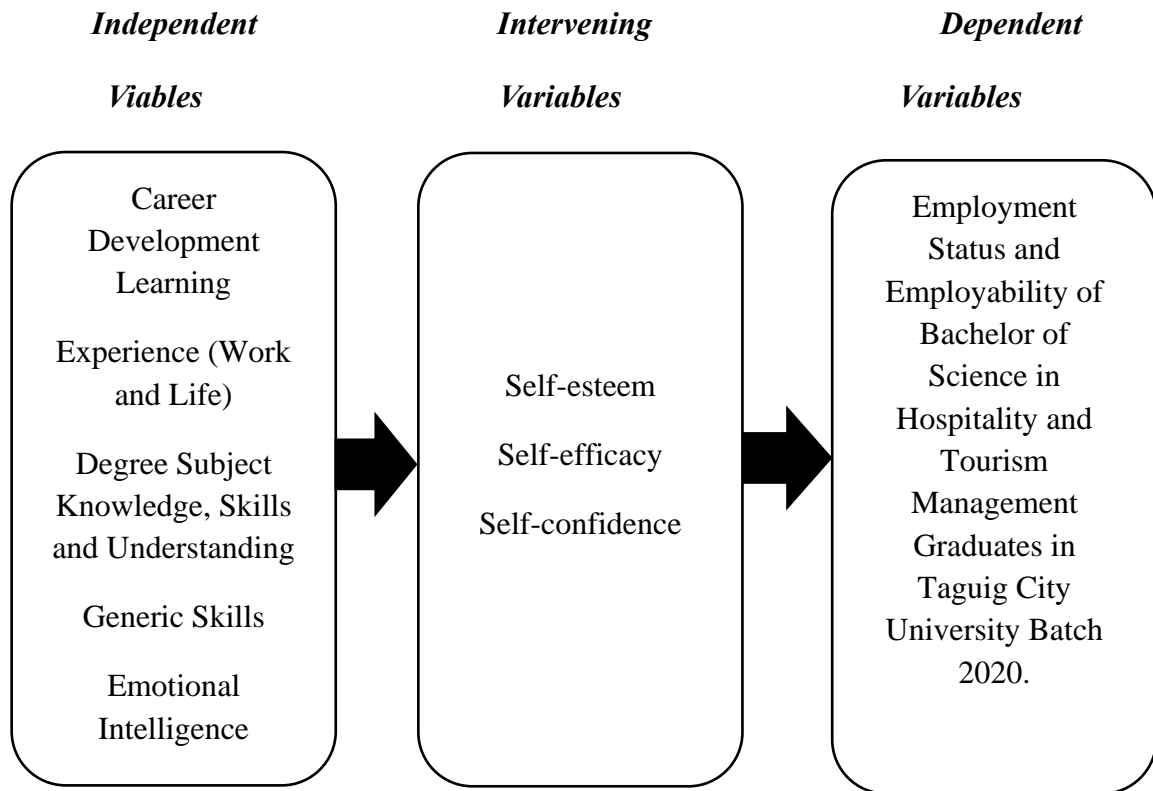 Independent
Viables
Intervening
Variables
Dependent
Variables
Career
Development
Learning
Experience (Work
and Life)
Degree Subject
Knowledge, Skills
and Understanding
Generic Skills
Emotional
Intelligence
Self-esteem
Self-efficacy
Self-confidence
Employment
Status and
Employability of
Bachelor of
Science in
Hospitality and
Tourism
Management
Graduates in
Taguig City
University Batch
2020.